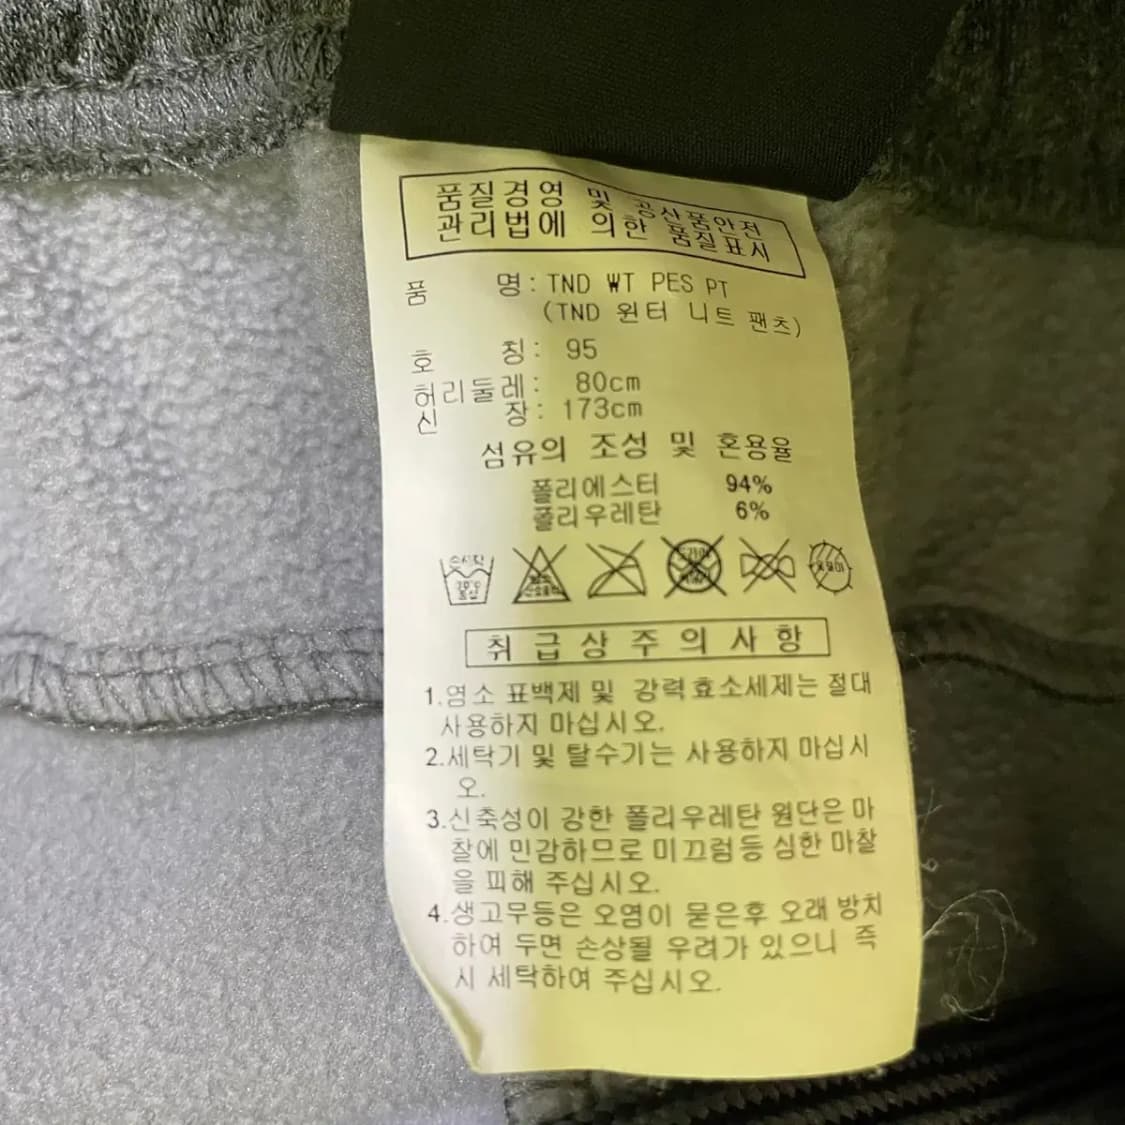 품질경영 및 공산품안전
관리법에 의한 품질표시
품 명: TND WT PES PT
(TND 윈터 니트 팬츠)
호 칭: 95
허리둘레: 80cm
신 장: 173cm
섬유의 조성 및 혼용율
폴리에스터 94%
폴리우레탄 6%
손세탁
취급상주의사항
1.염소 표백제 및 강력효소세제는 절대
사용하지 마십시오.
2.세탁기 및 탈수기는 사용하지 마십시
오.
3.신축성이 강한 폴리우레탄 원단은 마
찰에 민감하므로 미끄럼등 심한 마찰
을 피해 주십시오.
4.생고무등은 오염이 묻은후 오래 방치
하여 두면 손상될 우려가 있으니 즉
시 세탁하여 주십시오.